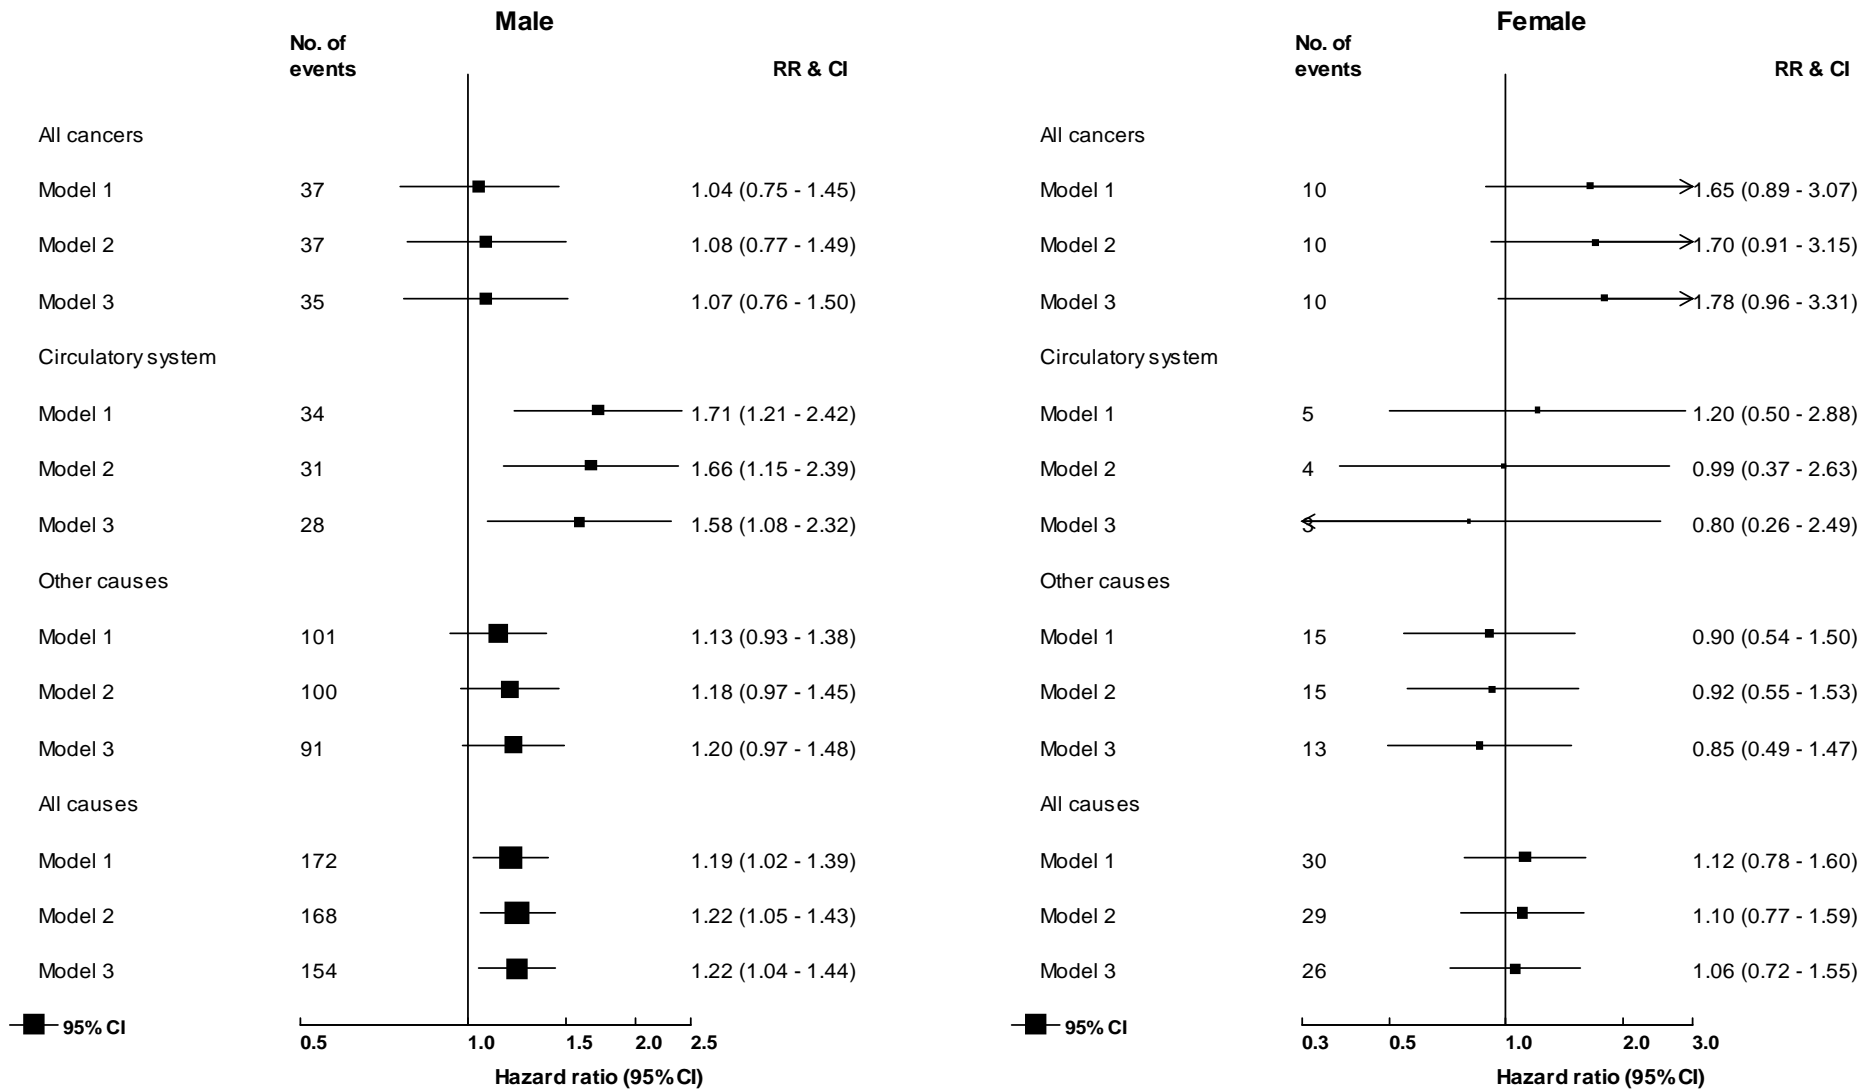 Male
No. of
events
RR & CI
All cancers
Model 1 37 1.04 (0.75 - 1.45)
Model 2 37 1.08 (0.77 - 1.49)
Model 3 35 1.07 (0.76 - 1.50)
Circulatory system
Model 1 34 1.71 (1.21 - 2.42)
Model 2 31 1.66 (1.15 - 2.39)
Model 3 28 1.58 (1.08 - 2.32)
Other causes
Model 1 101 1.13 (0.93 - 1.38)
Model 2 100 1.18 (0.97 - 1.45)
Model 3 91 1.20 (0.97 - 1.48)
All causes
Model 1 172 1.19 (1.02 - 1.39)
Model 2 168 1.22 (1.05 - 1.43)
Model 3 154 1.22 (1.04 - 1.44)
95% CI
0.5 1.0 1.5 2.0 2.5
Hazard ratio (95% CI)
Female
No. of
events
RR & CI
All cancers
Model 1 10 1.65 (0.89 - 3.07)
Model 2 10 1.70 (0.91 - 3.15)
Model 3 10 1.78 (0.96 - 3.31)
Circulatory system
Model 1 5 1.20 (0.50 - 2.88)
Model 2 4 0.99 (0.37 - 2.63)
Model 3 3 0.80 (0.26 - 2.49)
Other causes
Model 1 15 0.90 (0.54 - 1.50)
Model 2 15 0.92 (0.55 - 1.53)
Model 3 13 0.85 (0.49 - 1.47)
All causes
Model 1 30 1.12 (0.78 - 1.60)
Model 2 29 1.10 (0.77 - 1.59)
Model 3 26 1.06 (0.72 - 1.55)
95% CI
0.3 0.5 1.0 2.0 3.0
Hazard ratio (95% CI)